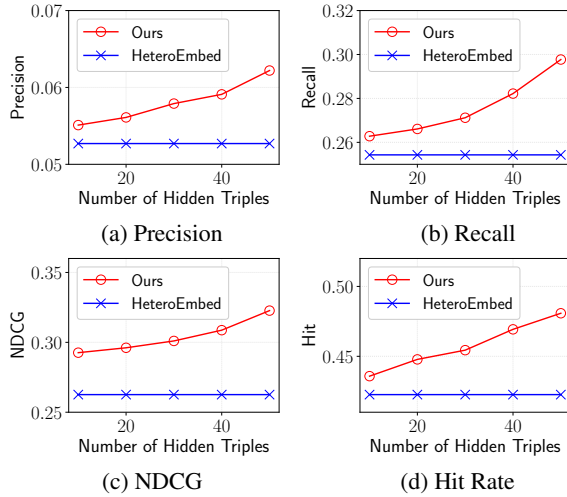 0.07
0.06
0.05
Precision
Ours
HeteroEmbed
20 40
Number of Hidden Triples
(a) Precision
0.32
0.30
0.28
0.26
Recall
Ours
HeteroEmbed
20 40
Number of Hidden Triples
(b) Recall
0.35
0.30
0.25
NDCG
Ours
HeteroEmbed
20 40
Number of Hidden Triples
(c) NDCG
0.50
0.45
Hit
Ours
HeteroEmbed
20 40
Number of Hidden Triples
(d) Hit Rate